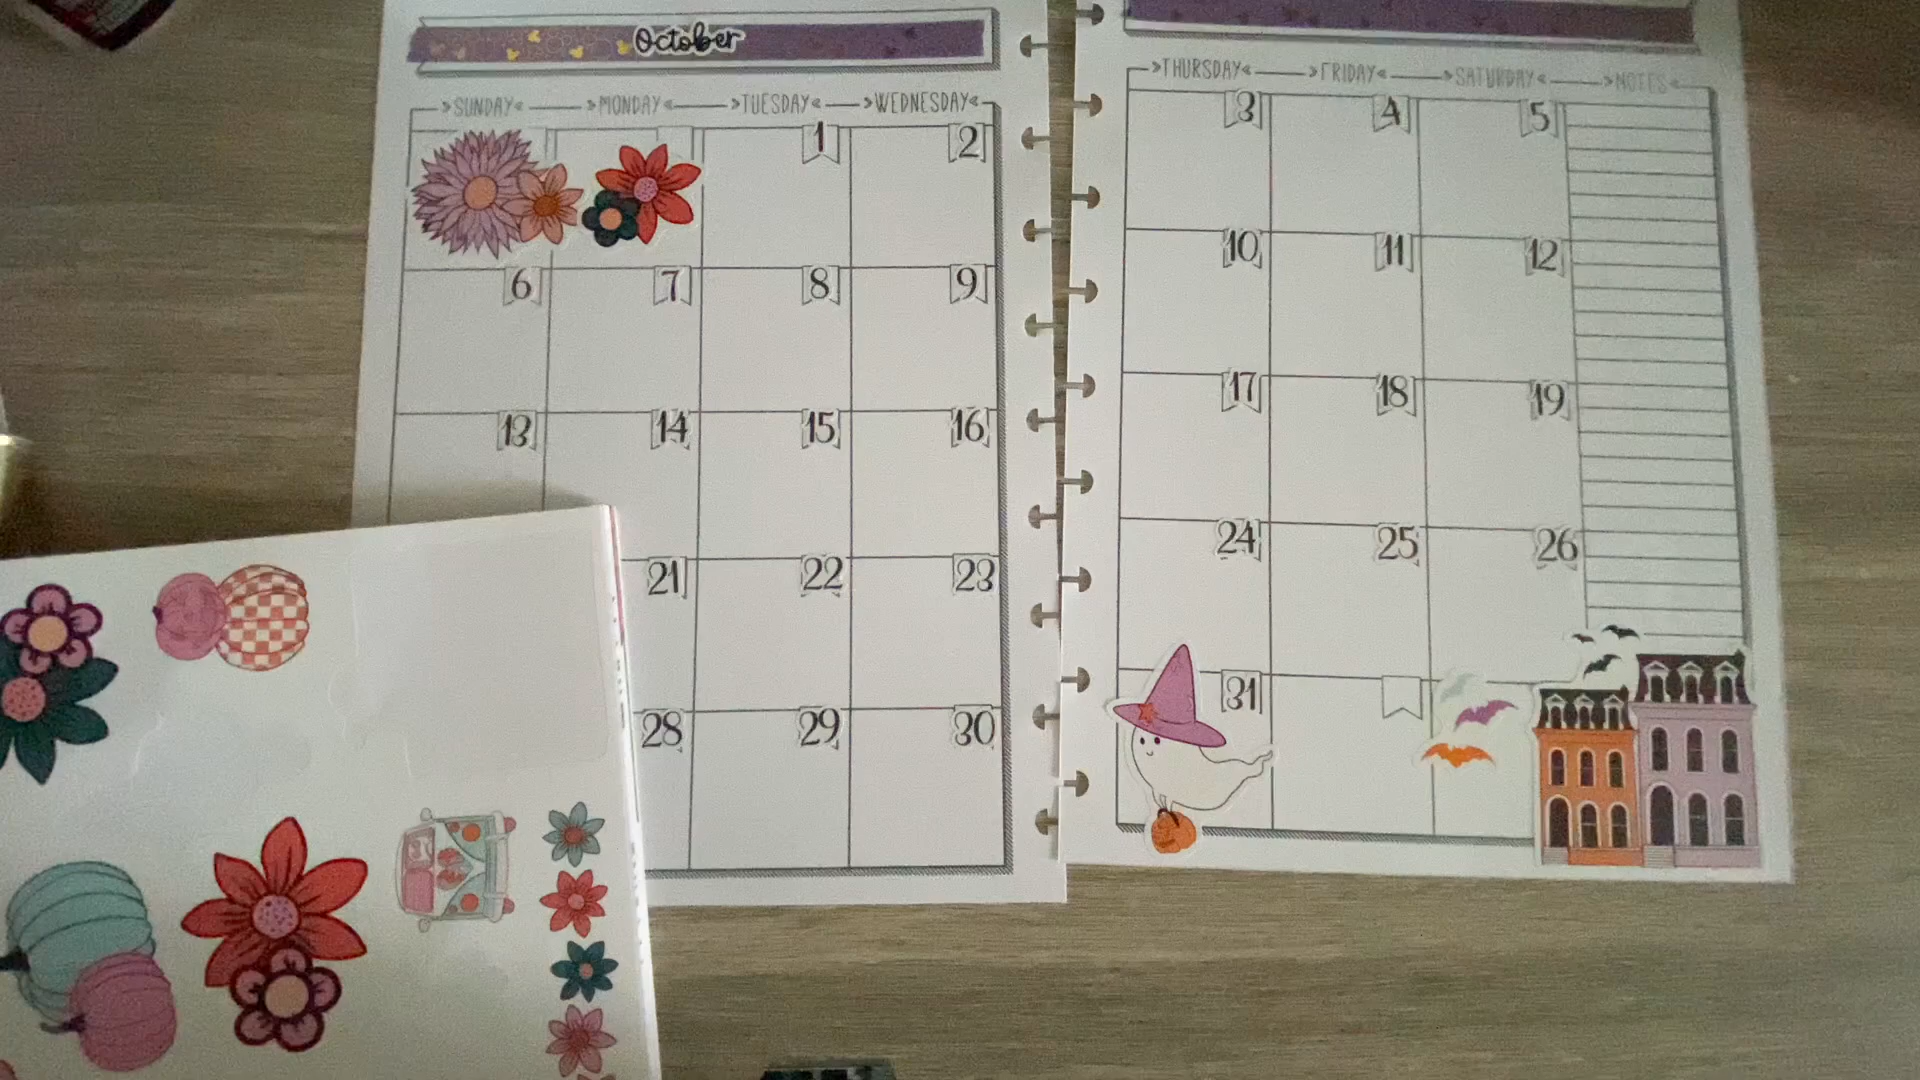 October
>SUNDAY< >MONDAY< >TUESDAY< >WEDNESDAY< >THURSDAY< >FRIDAY< >SATURDAY< >NOTES<
1 2 3 4 5
6 7 8 9 10 11 12
13 14 15 16 17 18 19
21 22 23 24 25 26
28 29 30 31